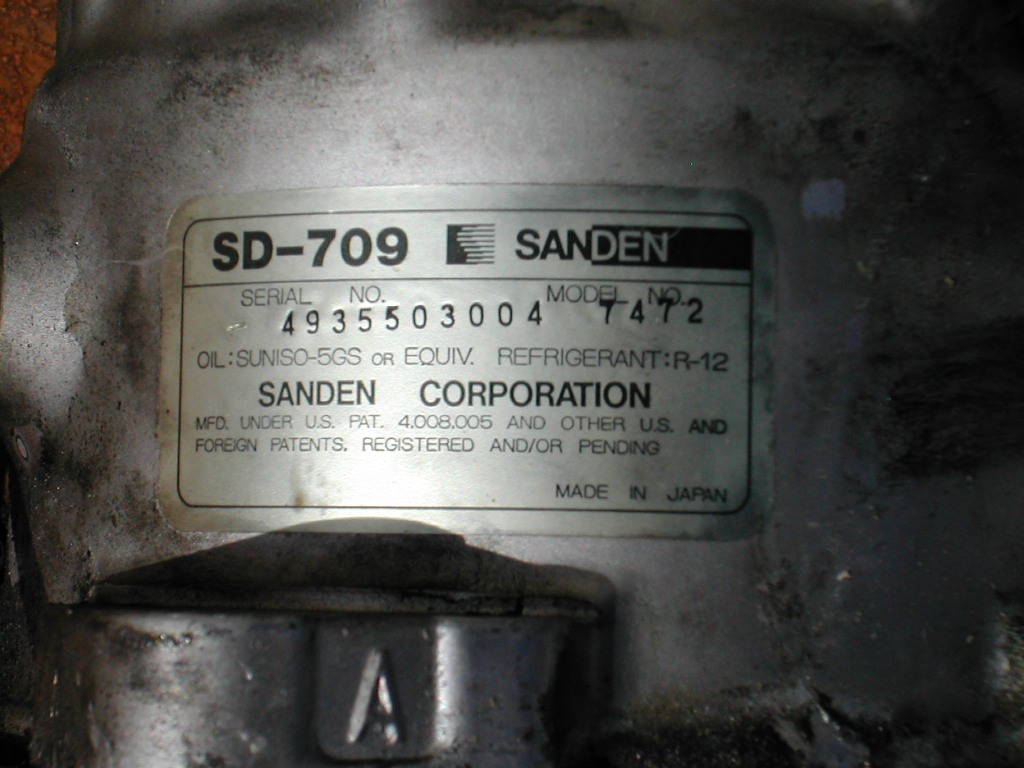 SD-709 SANDEN
SERIAL NO. MODEL NO.
4935503004 7472
OIL:SUNISO-5GS OR EQUIV. REFRIGERANT:R-12
SANDEN CORPORATION
MFD. UNDER U.S. PAT. 4.008.005 AND OTHER U.S. AND
FOREIGN PATENTS, REGISTERED AND/OR PENDING
MADE IN JAPAN
A